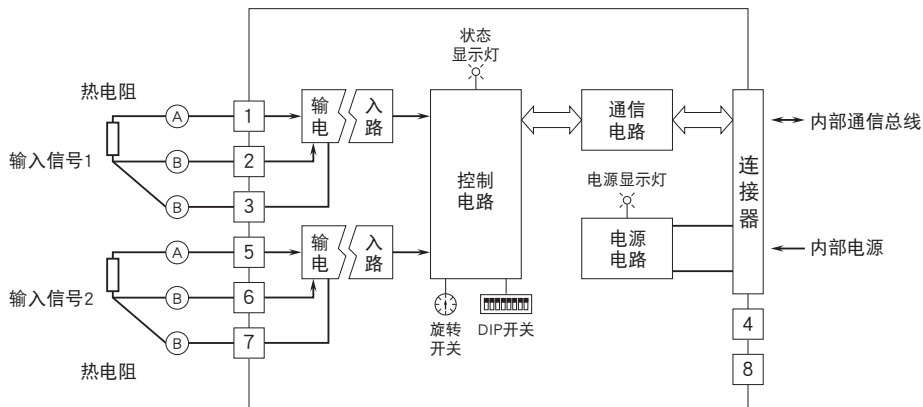 状态
显示灯
热电阻
A
1
输 入
电 路
通信
电路
内部通信总线
输入信号1
B
2
B
3
控制
电路
连接器
电源显示灯
A
5
输 入
电 路
电源
电路
内部电源
输入信号2
B
6
B
7
旋转
开关
DIP开关
4
热电阻
8